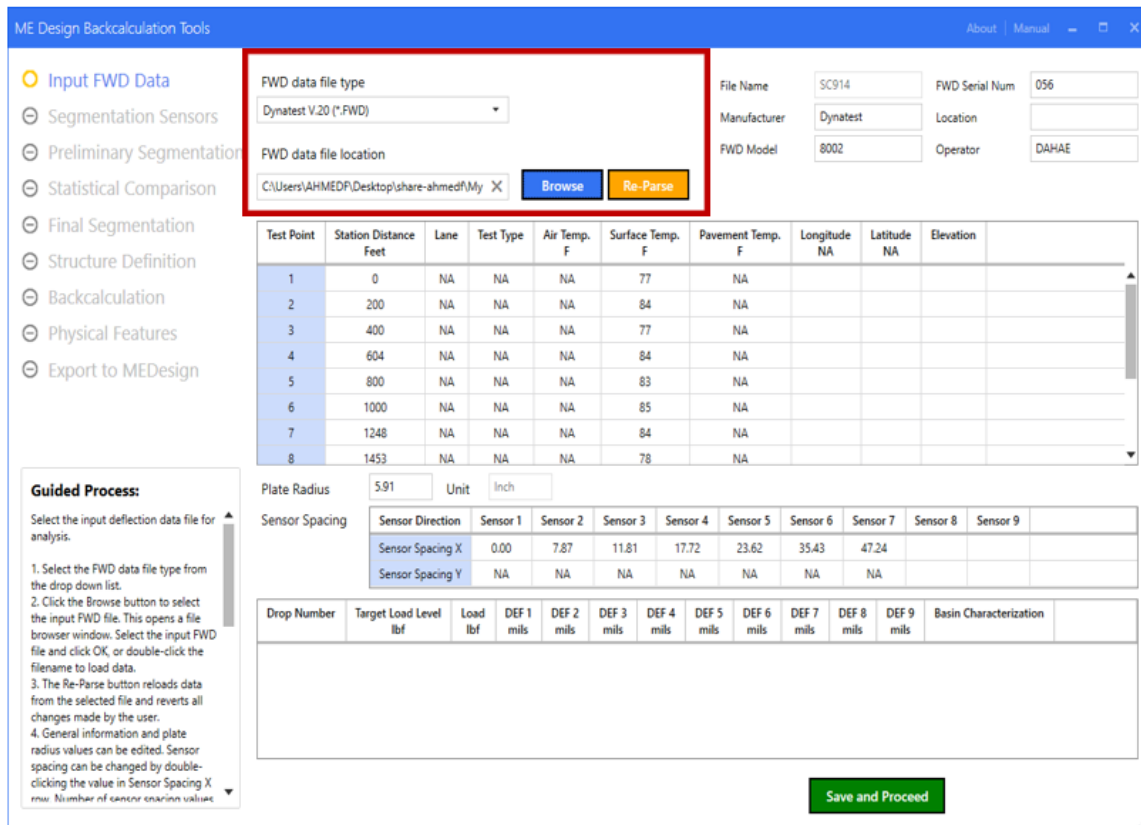 ME Design Backcalculation Tools
About | Manual
Input FWD Data
Segmentation Sensors
Preliminary Segmentation
Statistical Comparison
Final Segmentation
Structure Definition
Backcalculation
Physical Features
Export to MEDesign
FWD data file type
Dynatest V.20 (*.FWD)
FWD data file location
C:\Users\AHMEDF\Desktop\share-ahmedf\My
Browse
Re-Parse
File Name SC914 FWD Serial Num 056
Manufacturer Dynatest Location
FWD Model 8002 Operator DAHAE
Test Point Station Distance Lane Test Type Air Temp. Surface Temp. Pavement Temp. Longitude Latitude Elevation
Feet F F F NA NA
1 0 NA NA NA 77 NA
2 200 NA NA NA 84 NA
3 400 NA NA NA 77 NA
4 604 NA NA NA 84 NA
5 800 NA NA NA 83 NA
6 1000 NA NA NA 85 NA
7 1248 NA NA NA 84 NA
8 1453 NA NA NA 78 NA
Guided Process:
Select the input deflection data file for
analysis.
1. Select the FWD data file type from
the drop down list.
2. Click the Browse button to select
the input FWD file. This opens a file
browser window. Select the input FWD
file and click OK, or double-click the
filename to load data.
3. The Re-Parse button reloads data
from the selected file and reverts all
changes made by the user.
4. General information and plate
radius values can be edited. Sensor
spacing can be changed by double-
clicking the value in Sensor Spacing X
row. Number of sensor spacing values
Plate Radius 5.91 Unit Inch
Sensor Spacing
Sensor Direction Sensor 1 Sensor 2 Sensor 3 Sensor 4 Sensor 5 Sensor 6 Sensor 7 Sensor 8 Sensor 9
Sensor Spacing X 0.00 7.87 11.81 17.72 23.62 35.43 47.24
Sensor Spacing Y NA NA NA NA NA NA NA
Drop Number Target Load Level Load DEF 1 DEF 2 DEF 3 DEF 4 DEF 5 DEF 6 DEF 7 DEF 8 DEF 9 Basin Characterization
lbf lbf mils mils mils mils mils mils mils mils mils
Save and Proceed